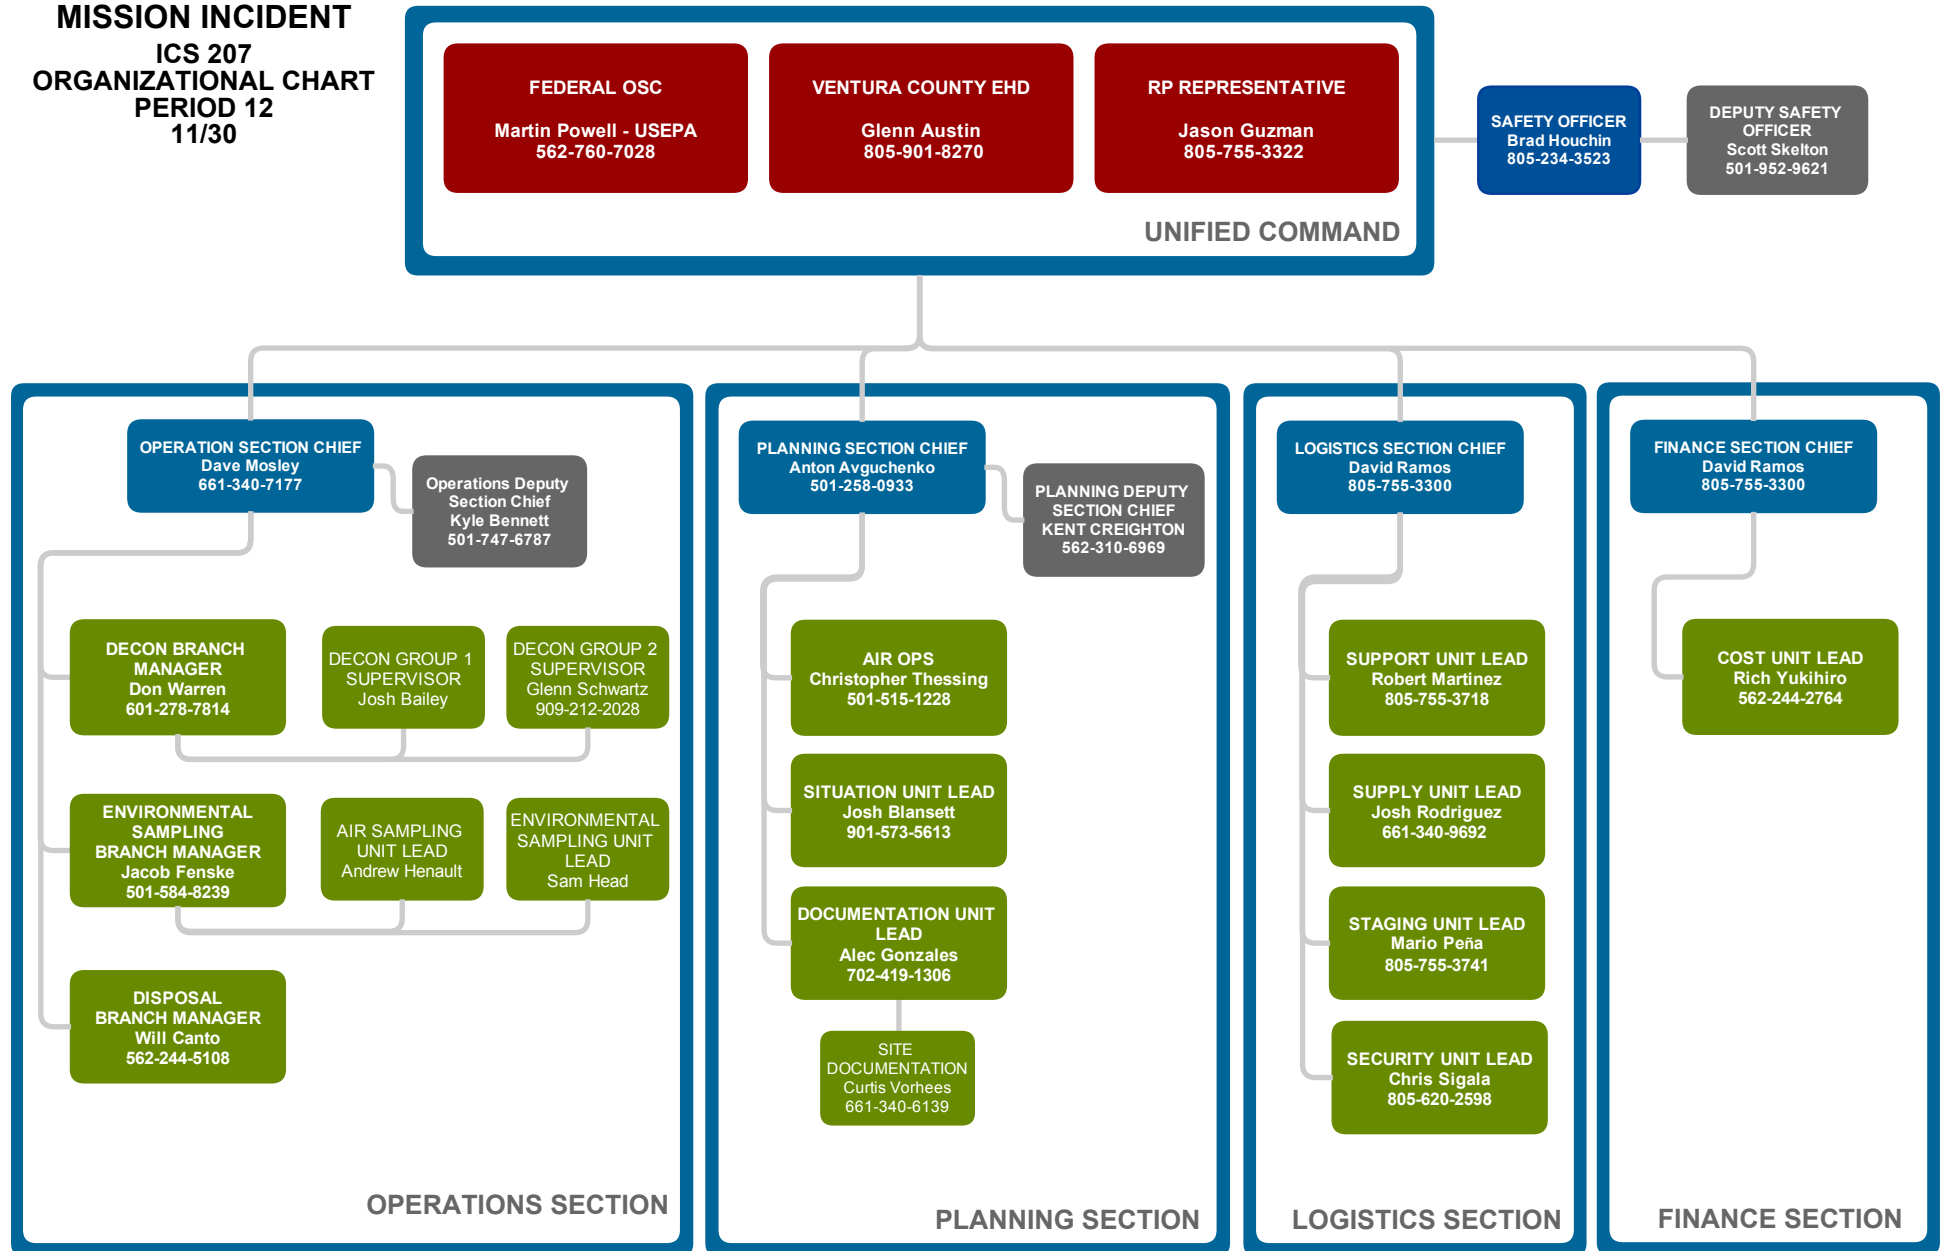 MISSION INCIDENT
ICS 207
ORGANIZATIONAL CHART
PERIOD 12
11/30
FEDERAL OSC
Martin Powell - USEPA
562-760-7028
VENTURA COUNTY EHD
Glenn Austin
805-901-8270
RP REPRESENTATIVE
Jason Guzman
805-755-3322
UNIFIED COMMAND
SAFETY OFFICER
Brad Houchin
805-234-3523
DEPUTY SAFETY
OFFICER
Scott Skelton
501-952-9621
OPERATION SECTION CHIEF
Dave Mosley
661-340-7177
Operations Deputy
Section Chief
Kyle Bennett
501-747-6787
DECON BRANCH
MANAGER
Don Warren
601-278-7814
DECON GROUP 1
SUPERVISOR
Josh Bailey
DECON GROUP 2
SUPERVISOR
Glenn Schwartz
909-212-2028
ENVIRONMENTAL
SAMPLING
BRANCH MANAGER
Jacob Fenske
501-584-8239
AIR SAMPLING
UNIT LEAD
Andrew Henault
ENVIRONMENTAL
SAMPLING UNIT
LEAD
Sam Head
DISPOSAL
BRANCH MANAGER
Will Canto
562-244-5108
OPERATIONS SECTION
PLANNING SECTION CHIEF
Anton Avguchenko
501-258-0933
PLANNING DEPUTY
SECTION CHIEF
KENT CREIGHTON
562-310-6969
AIR OPS
Christopher Thessing
501-515-1228
SITUATION UNIT LEAD
Josh Blansett
901-573-5613
DOCUMENTATION UNIT
LEAD
Alec Gonzales
702-419-1306
SITE
DOCUMENTATION
Curtis Vorhees
661-340-6139
PLANNING SECTION
LOGISTICS SECTION CHIEF
David Ramos
805-755-3300
SUPPORT UNIT LEAD
Robert Martinez
805-755-3718
SUPPLY UNIT LEAD
Josh Rodriguez
661-340-9692
STAGING UNIT LEAD
Mario Peña
805-755-3741
SECURITY UNIT LEAD
Chris Sigala
805-620-2598
LOGISTICS SECTION
FINANCE SECTION CHIEF
David Ramos
805-755-3300
COST UNIT LEAD
Rich Yukihiro
562-244-2764
FINANCE SECTION